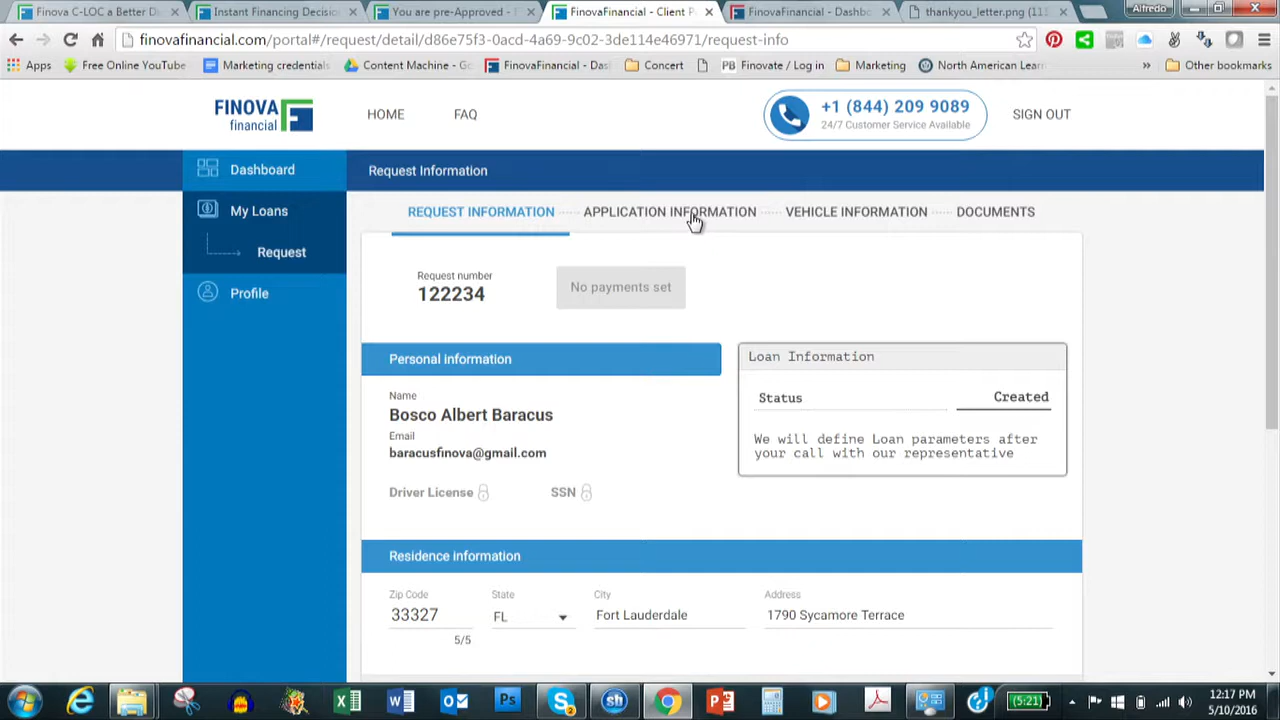 Finova C-LOC a Better D
Instant Financing Decisio
You are pre-Approved -
FinovaFinancial - Client P
FinovaFinancial - Dashb
thankyou_letter.png (11
Alfredo
finovafinancial.com/portal#/request/detail/d86e75f3-0acd-4a69-9c02-3de114e46971/request-info
Apps
Free Online YouTube
Marketing credentials
Content Machine - Go
FinovaFinancial - Das
Concert
PB Finovate / Log in
Marketing
North American Lear
»
Other bookmarks
FINOVA
financial
HOME
FAQ
+1 (844) 209 9089
24/7 Customer Service Available
SIGN OUT
Dashboard
Request Information
My Loans
Request
Profile
REQUEST INFORMATION
APPLICATION INFORMATION
VEHICLE INFORMATION
DOCUMENTS
Request number
122234
No payments set
Personal information
Loan Information
Name
Bosco Albert Baracus
Status
Created
Email
baracusfinova@gmail.com
We will define Loan parameters after
your call with our representative
Driver License
SSN
Residence information
Zip Code
State
City
Address
33327
FL
Fort Lauderdale
1790 Sycamore Terrace
5/5
(5:21)
12:17 PM
5/10/2016